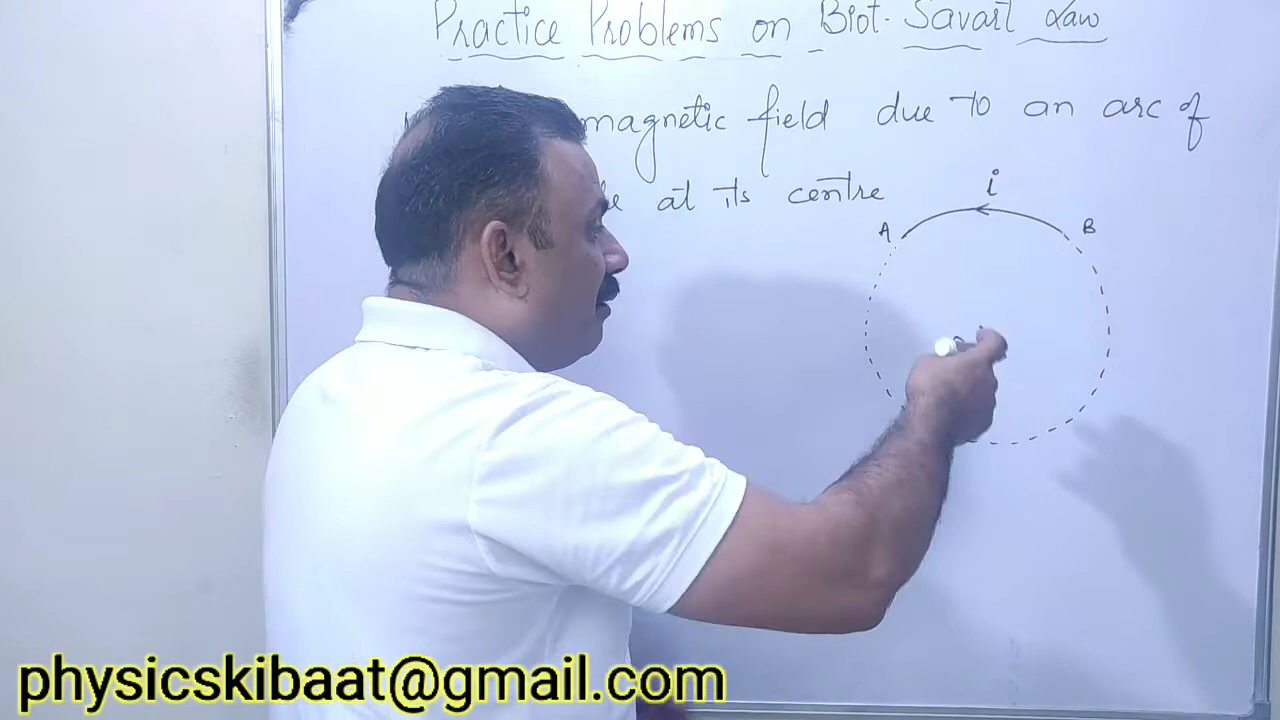 Practice Problems on Biot-Savart Law
magnetic field due to an arc of
at its centre
i
A
B
physicskibaat@gmail.com